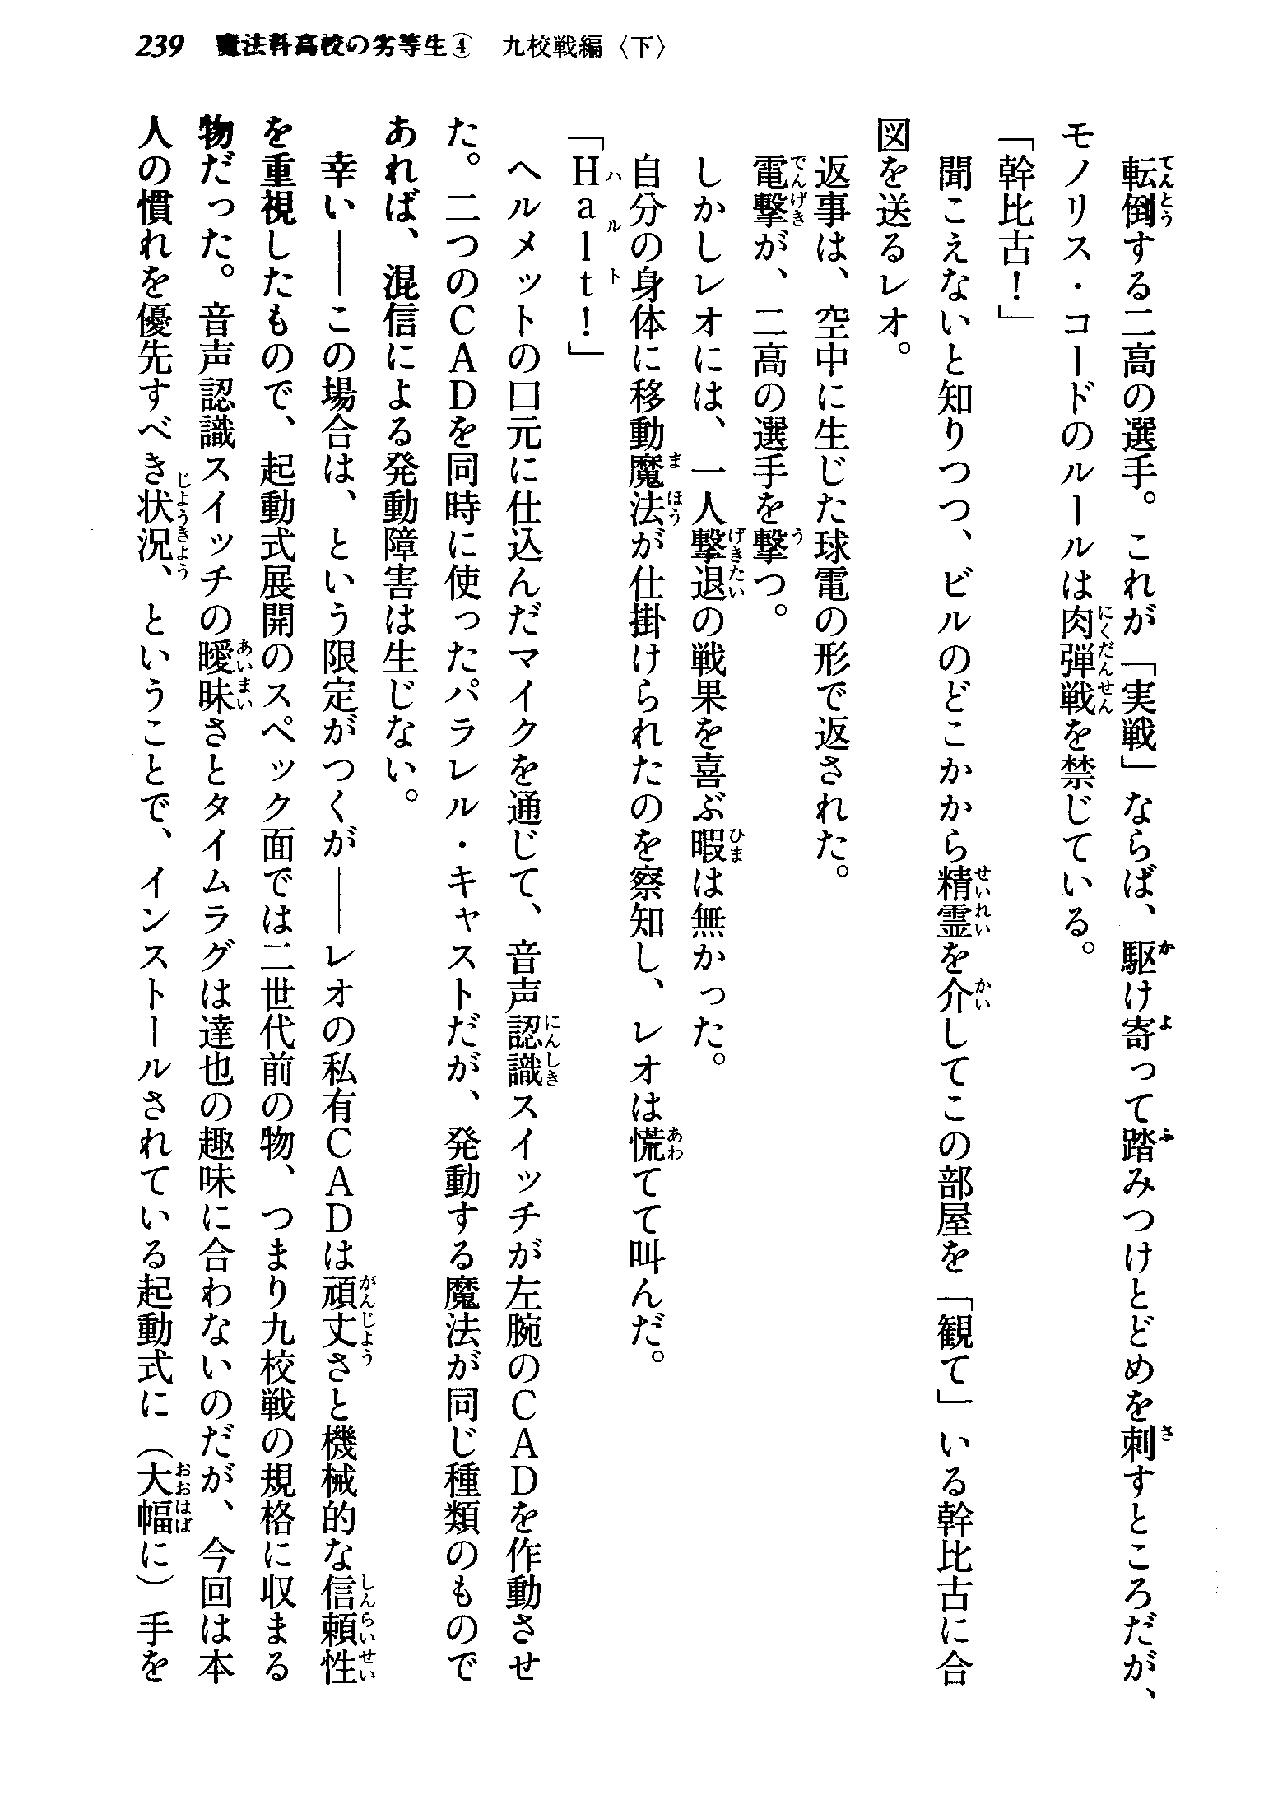 239 魔法科高校の劣等生④ 九校戦編〈下〉
転倒する二高の選手。これが「実戦」ならば、駆け寄って踏みつけとどめを刺すところだが、
モノリス・コードのルールは肉弾戦を禁じている。
「幹比古！」
聞こえないと知りつつ、ビルのどこかから精霊を介してこの部屋を「観て」いる幹比古に合
図を送るレオ。
返事は、空中に生じた球電の形で返された。
電撃が、二高の選手を撃つ。
しかしレオには、一人撃退の戦果を喜ぶ暇は無かった。
自分の身体に移動魔法が仕掛けられたのを察知し、レオは慌てて叫んだ。
「Halt！」
ヘルメットの口元に仕込んだマイクを通じて、音声認識スイッチが左腕のCADを作動させ
た。二つのCADを同時に使ったパラレル・キャストだが、発動する魔法が同じ種類のもので
あれば、混信による発動障害は生じない。
幸い――この場合は、という限定がつくが――レオの私有CADは頑丈さと機械的な信頼性
を重視したもので、起動式展開のスペック面では二世代前の物、つまり九校戦の規格に収まる
物だった。音声認識スイッチの曖昧さとタイムラグは達也の趣味に合わないのだが、今回は本
人の慣れを優先すべき状況、ということで、インストールされている起動式に（大幅に）手を